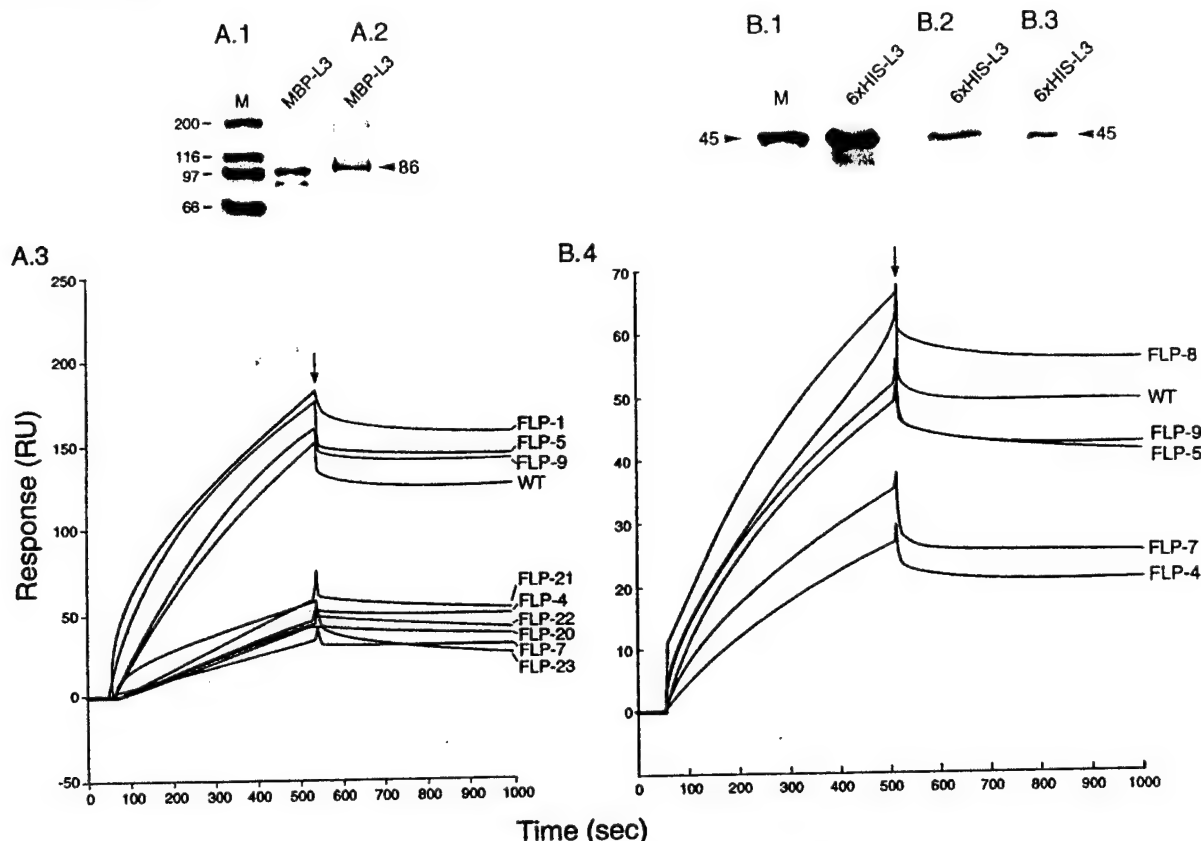 A.1
A.2
M
MBP-L3
MBP-L3
200
116
97
66
86
B.1
B.2
B.3
M
6xHIS-L3
6xHIS-L3
6xHIS-L3
45
45
A.3
250
200
150
100
50
0
-50
0 100 200 300 400 500 600 700 800 900 1000
Response (RU)
FLP-1
FLP-5
FLP-9
WT
FLP-21
FLP-4
FLP-22
FLP-20
FLP-7
FLP-23
B.4
70
60
50
40
30
20
10
0
0 100 200 300 400 500 600 700 800 900 1000
FLP-8
WT
FLP-9
FLP-5
FLP-7
FLP-4
Time (sec)